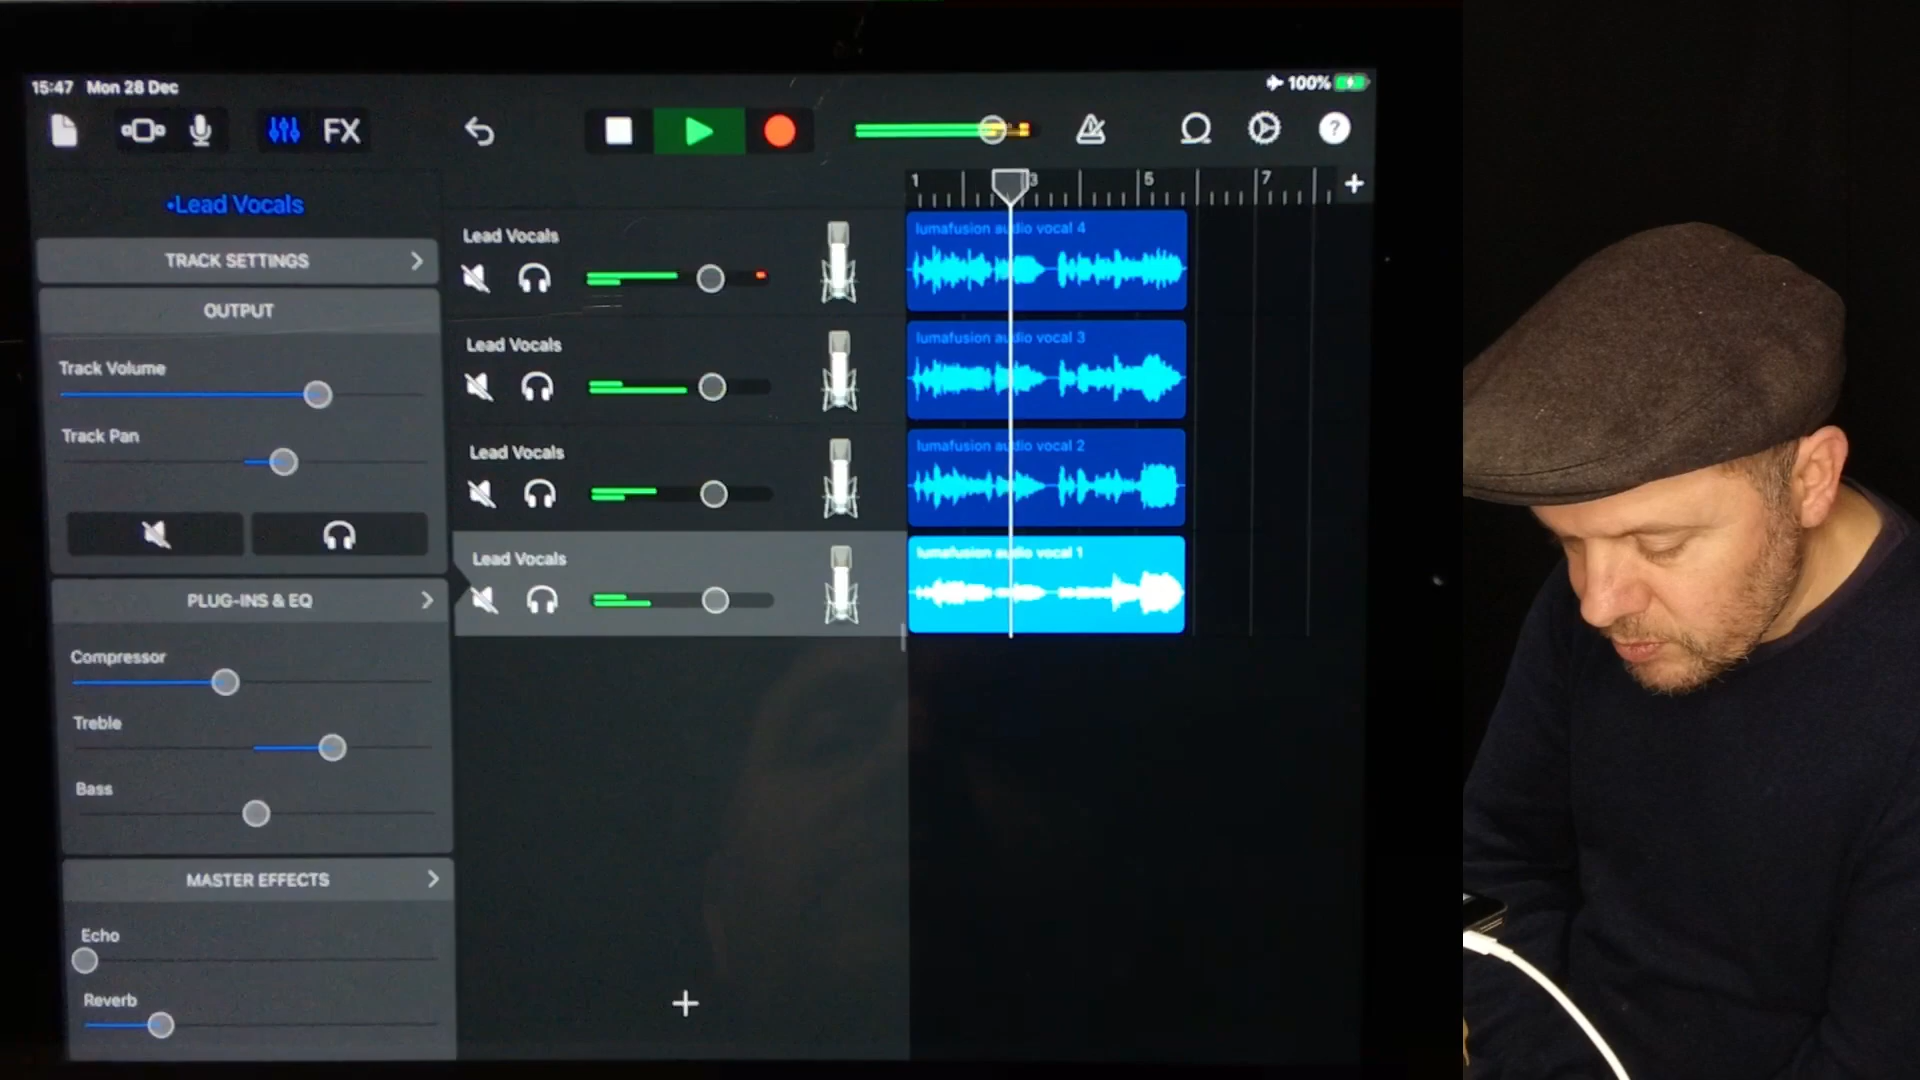 15:47 Mon 28 Dec
100%
FX
?
•Lead Vocals
TRACK SETTINGS
OUTPUT
Track Volume
Track Pan
PLUG-INS & EQ
Compressor
Treble
Bass
MASTER EFFECTS
Echo
Reverb
Lead Vocals
Lead Vocals
Lead Vocals
Lead Vocals
1 3 5 7
lumafusion audio vocal 4
lumafusion audio vocal 3
lumafusion audio vocal 2
lumafusion audio vocal 1